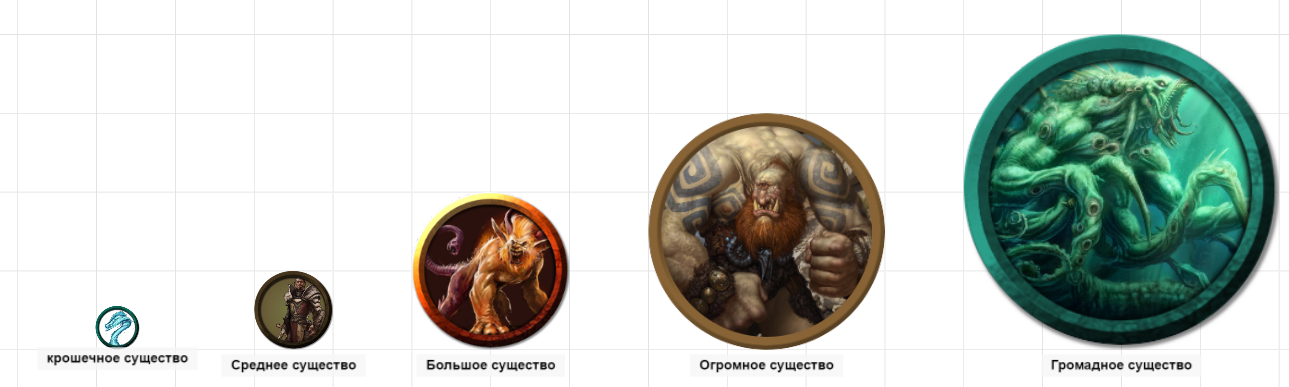 крошечное существо
Среднее существо
Большое существо
Огромное существо
Громадное существо